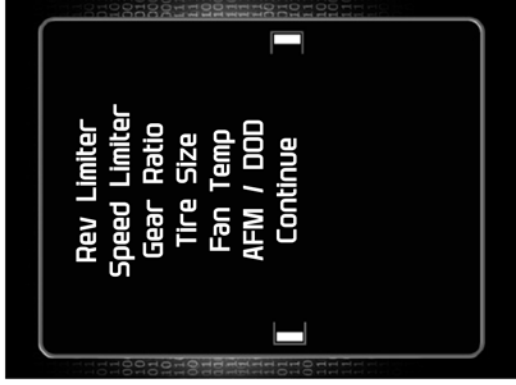 Rev Limiter
Speed Limiter
Gear Ratio
Tire Size
Fan Temp
AFM / DOD
Continue